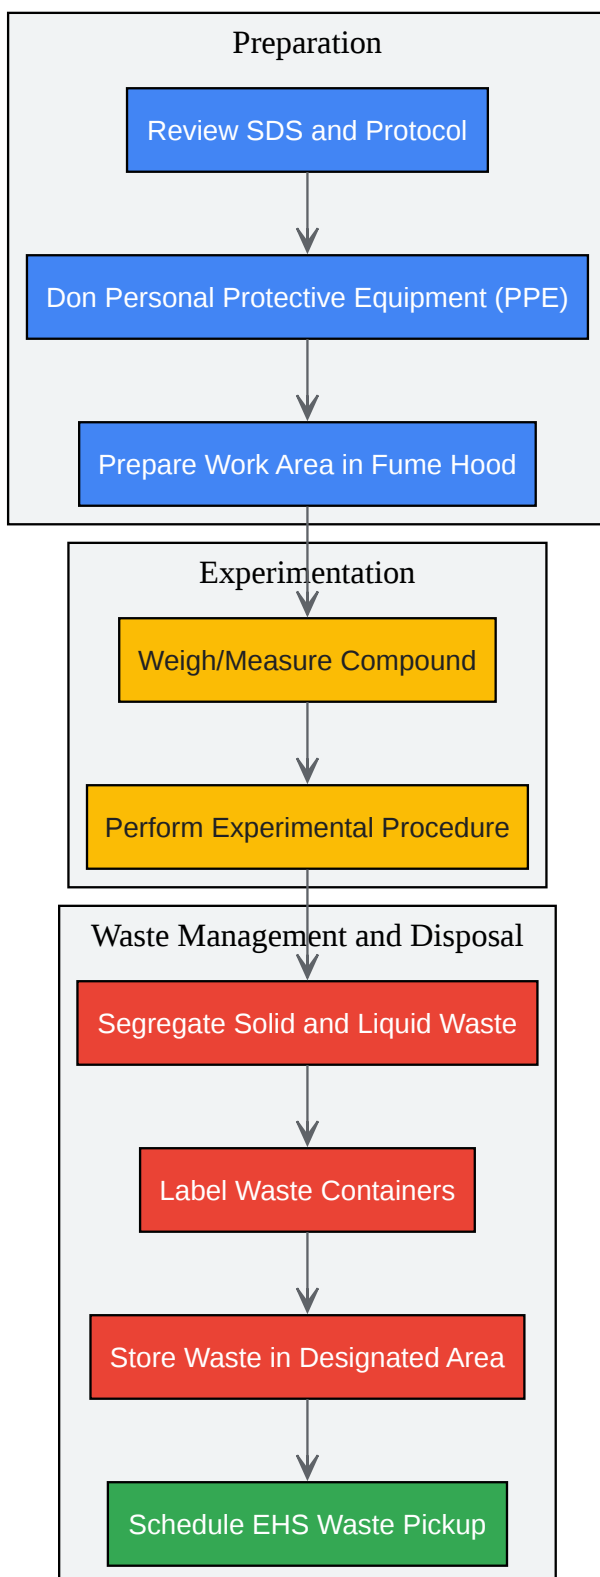 Preparation
Review SDS and Protocol
Don Personal Protective Equipment (PPE)
Prepare Work Area in Fume Hood
Experimentation
Weigh/Measure Compound
Perform Experimental Procedure
Waste Management and Disposal
Segregate Solid and Liquid Waste
Label Waste Containers
Store Waste in Designated Area
Schedule EHS Waste Pickup